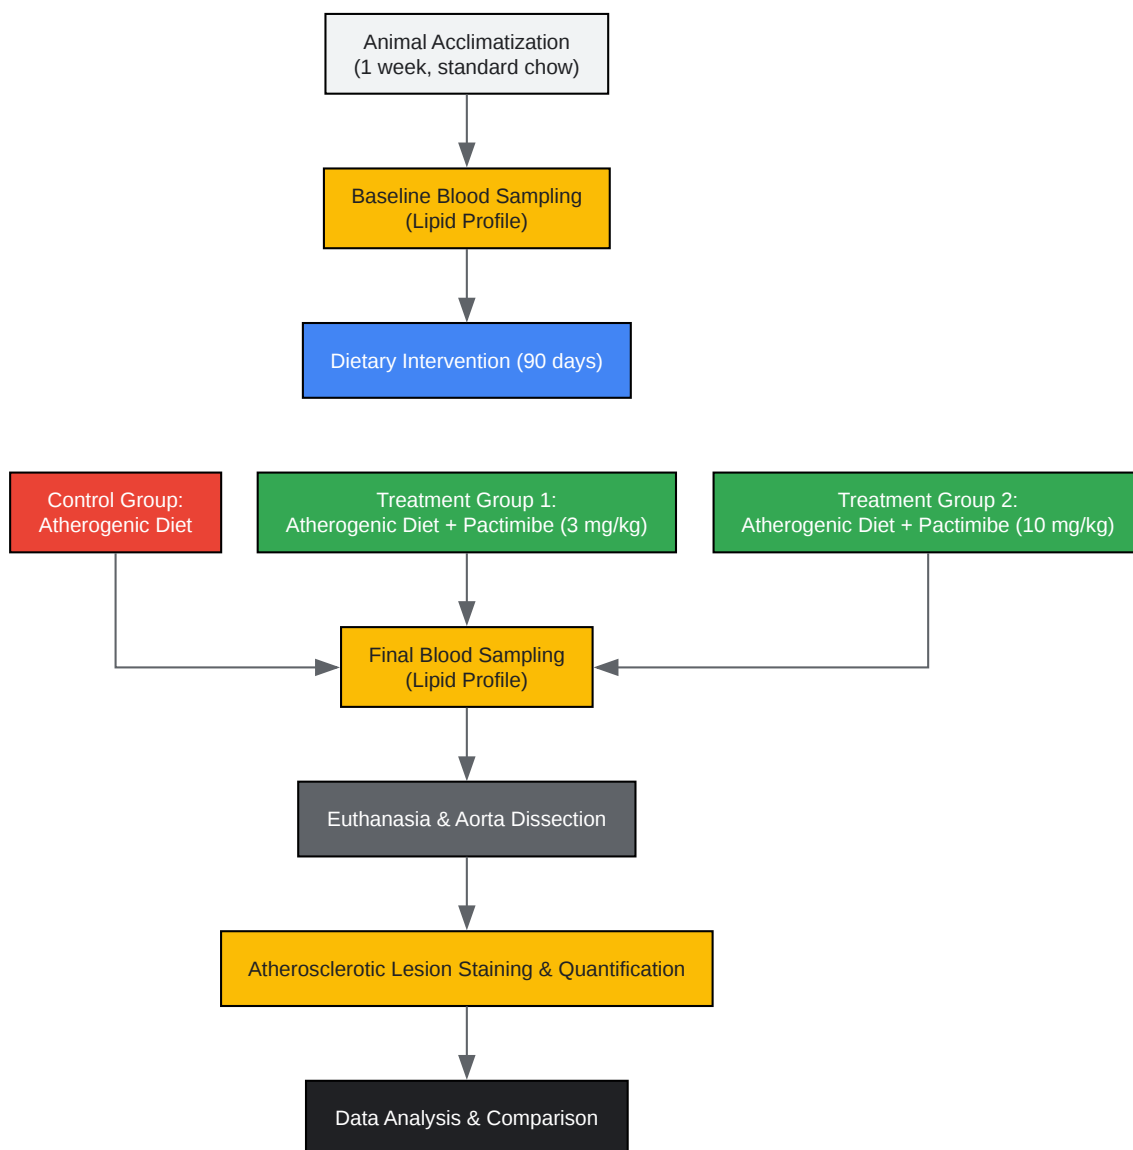 Animal Acclimatization
(1 week, standard chow)
Baseline Blood Sampling
(Lipid Profile)
Dietary Intervention (90 days)
Control Group:
Atherogenic Diet
Treatment Group 1:
Atherogenic Diet + Pactimibe (3 mg/kg)
Treatment Group 2:
Atherogenic Diet + Pactimibe (10 mg/kg)
Final Blood Sampling
(Lipid Profile)
Euthanasia & Aorta Dissection
Atherosclerotic Lesion Staining & Quantification
Data Analysis & Comparison